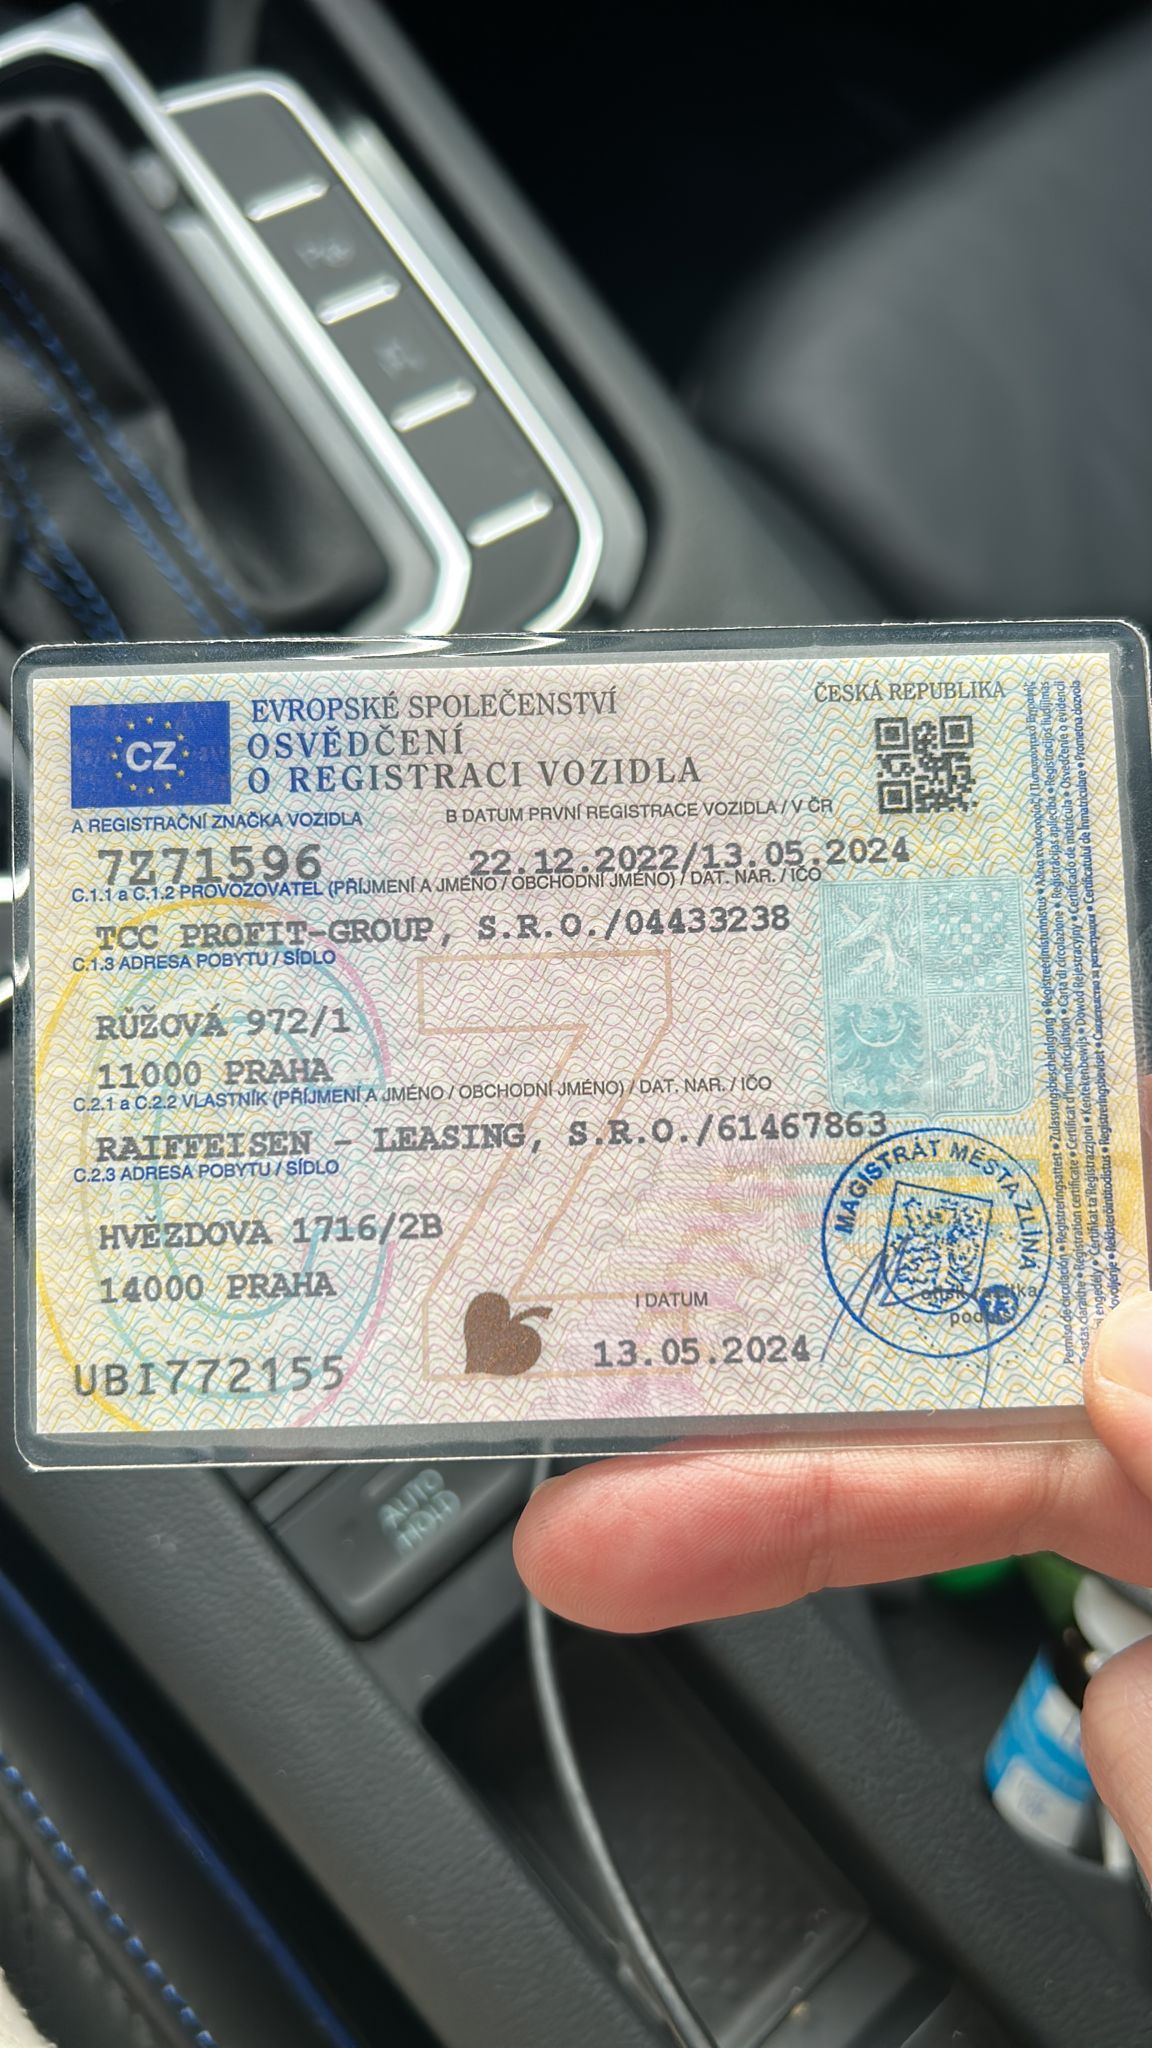 EVROPSKÉ SPOLEČENSTVÍ
ČESKÁ REPUBLIKA
CZ
OSVĚDČENÍ
O REGISTRACI VOZIDLA
A REGISTRAČNÍ ZNAČKA VOZIDLA
B DATUM PRVNÍ REGISTRACE VOZIDLA / V ČR
7Z71596
22.12.2022/13.05.2024
C.1.1 a C.1.2 PROVOZOVATEL (PŘÍJMENÍ A JMÉNO / OBCHODNÍ JMÉNO) / DAT. NAR. / IČO
TCC PROFIT-GROUP, S.R.O./04433238
C.1.3 ADRESA POBYTU / SÍDLO
RŮŽOVÁ 972/1
11000 PRAHA
C.2.1 a C.2.2 VLASTNÍK (PŘÍJMENÍ A JMÉNO / OBCHODNÍ JMÉNO) / DAT. NAR. / IČO
RAIFFEISEN - LEASING, S.R.O./61467863
C.2.3 ADRESA POBYTU / SÍDLO
HVĚZDOVA 1716/2B
14000 PRAHA
MAGISTRÁT MĚSTA ZLÍNA
I DATUM
13.05.2024
UBI772155
AUTO
HOLD